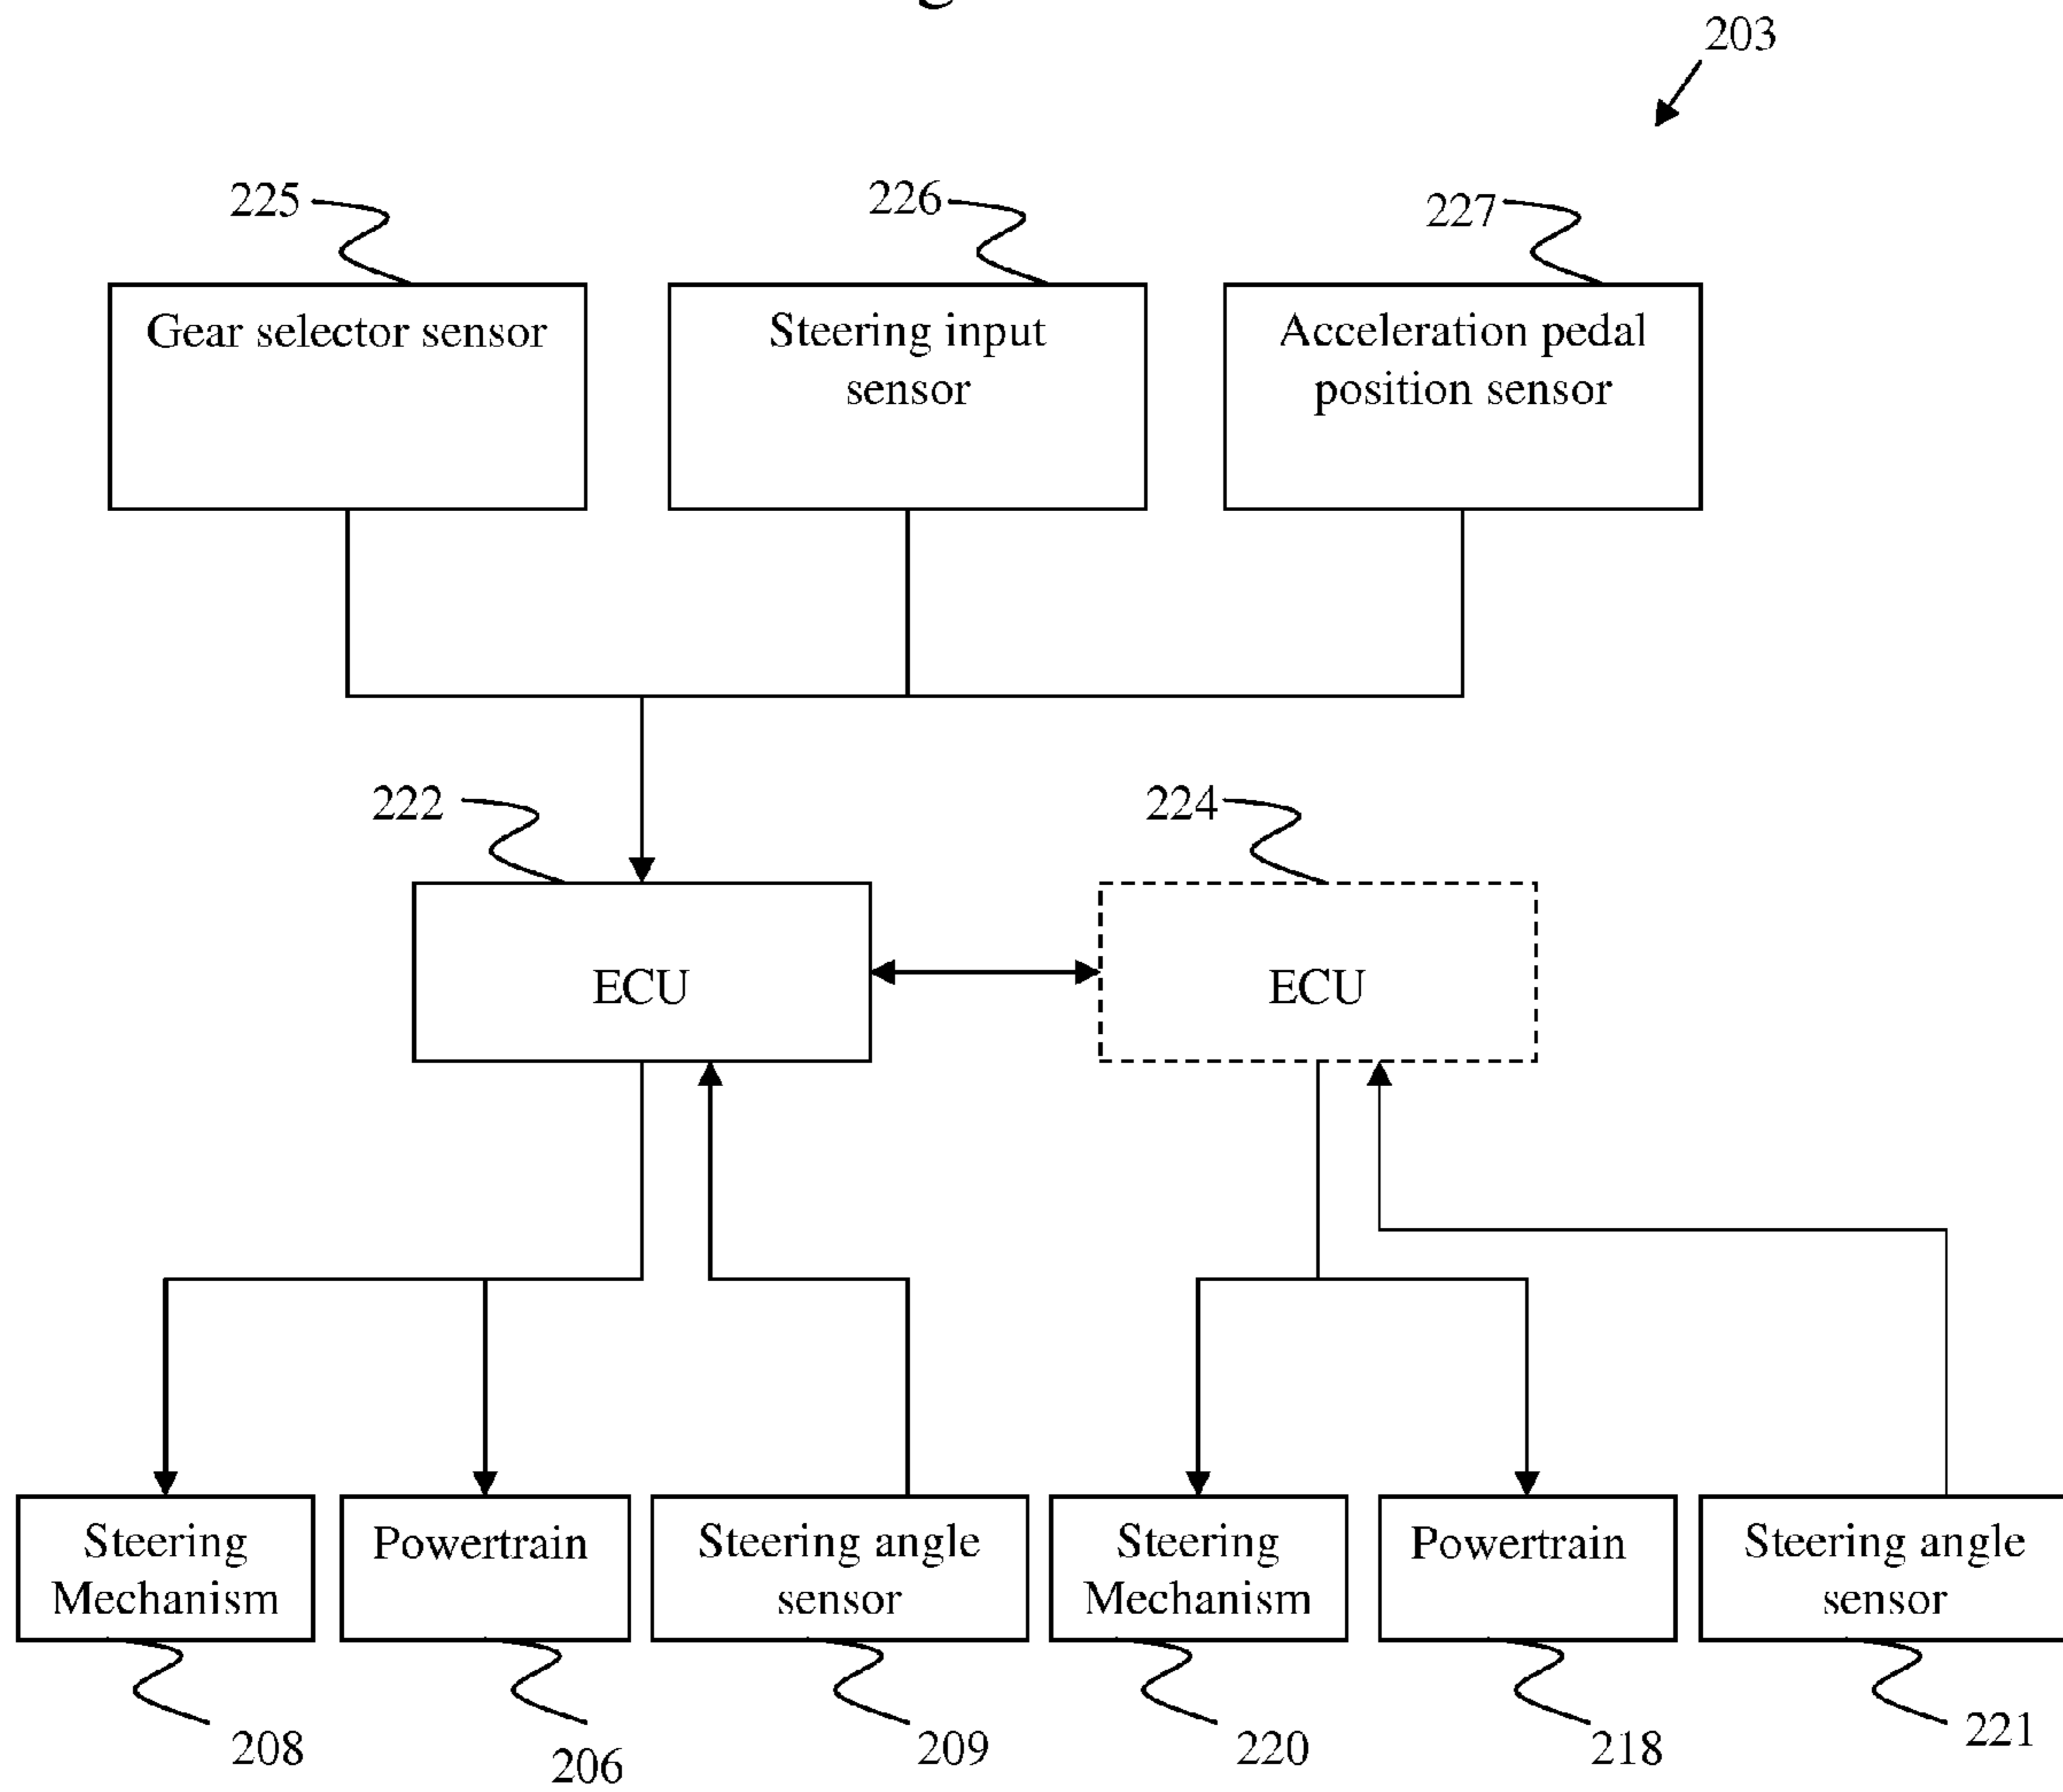 203
225
226
227
Gear selector sensor
Steering input
sensor
Acceleration pedal
position sensor
222
224
ECU
ECU
Steering
Mechanism
Powertrain
Steering angle
sensor
Steering
Mechanism
Powertrain
Steering angle
sensor
208
206
209
220
218
221